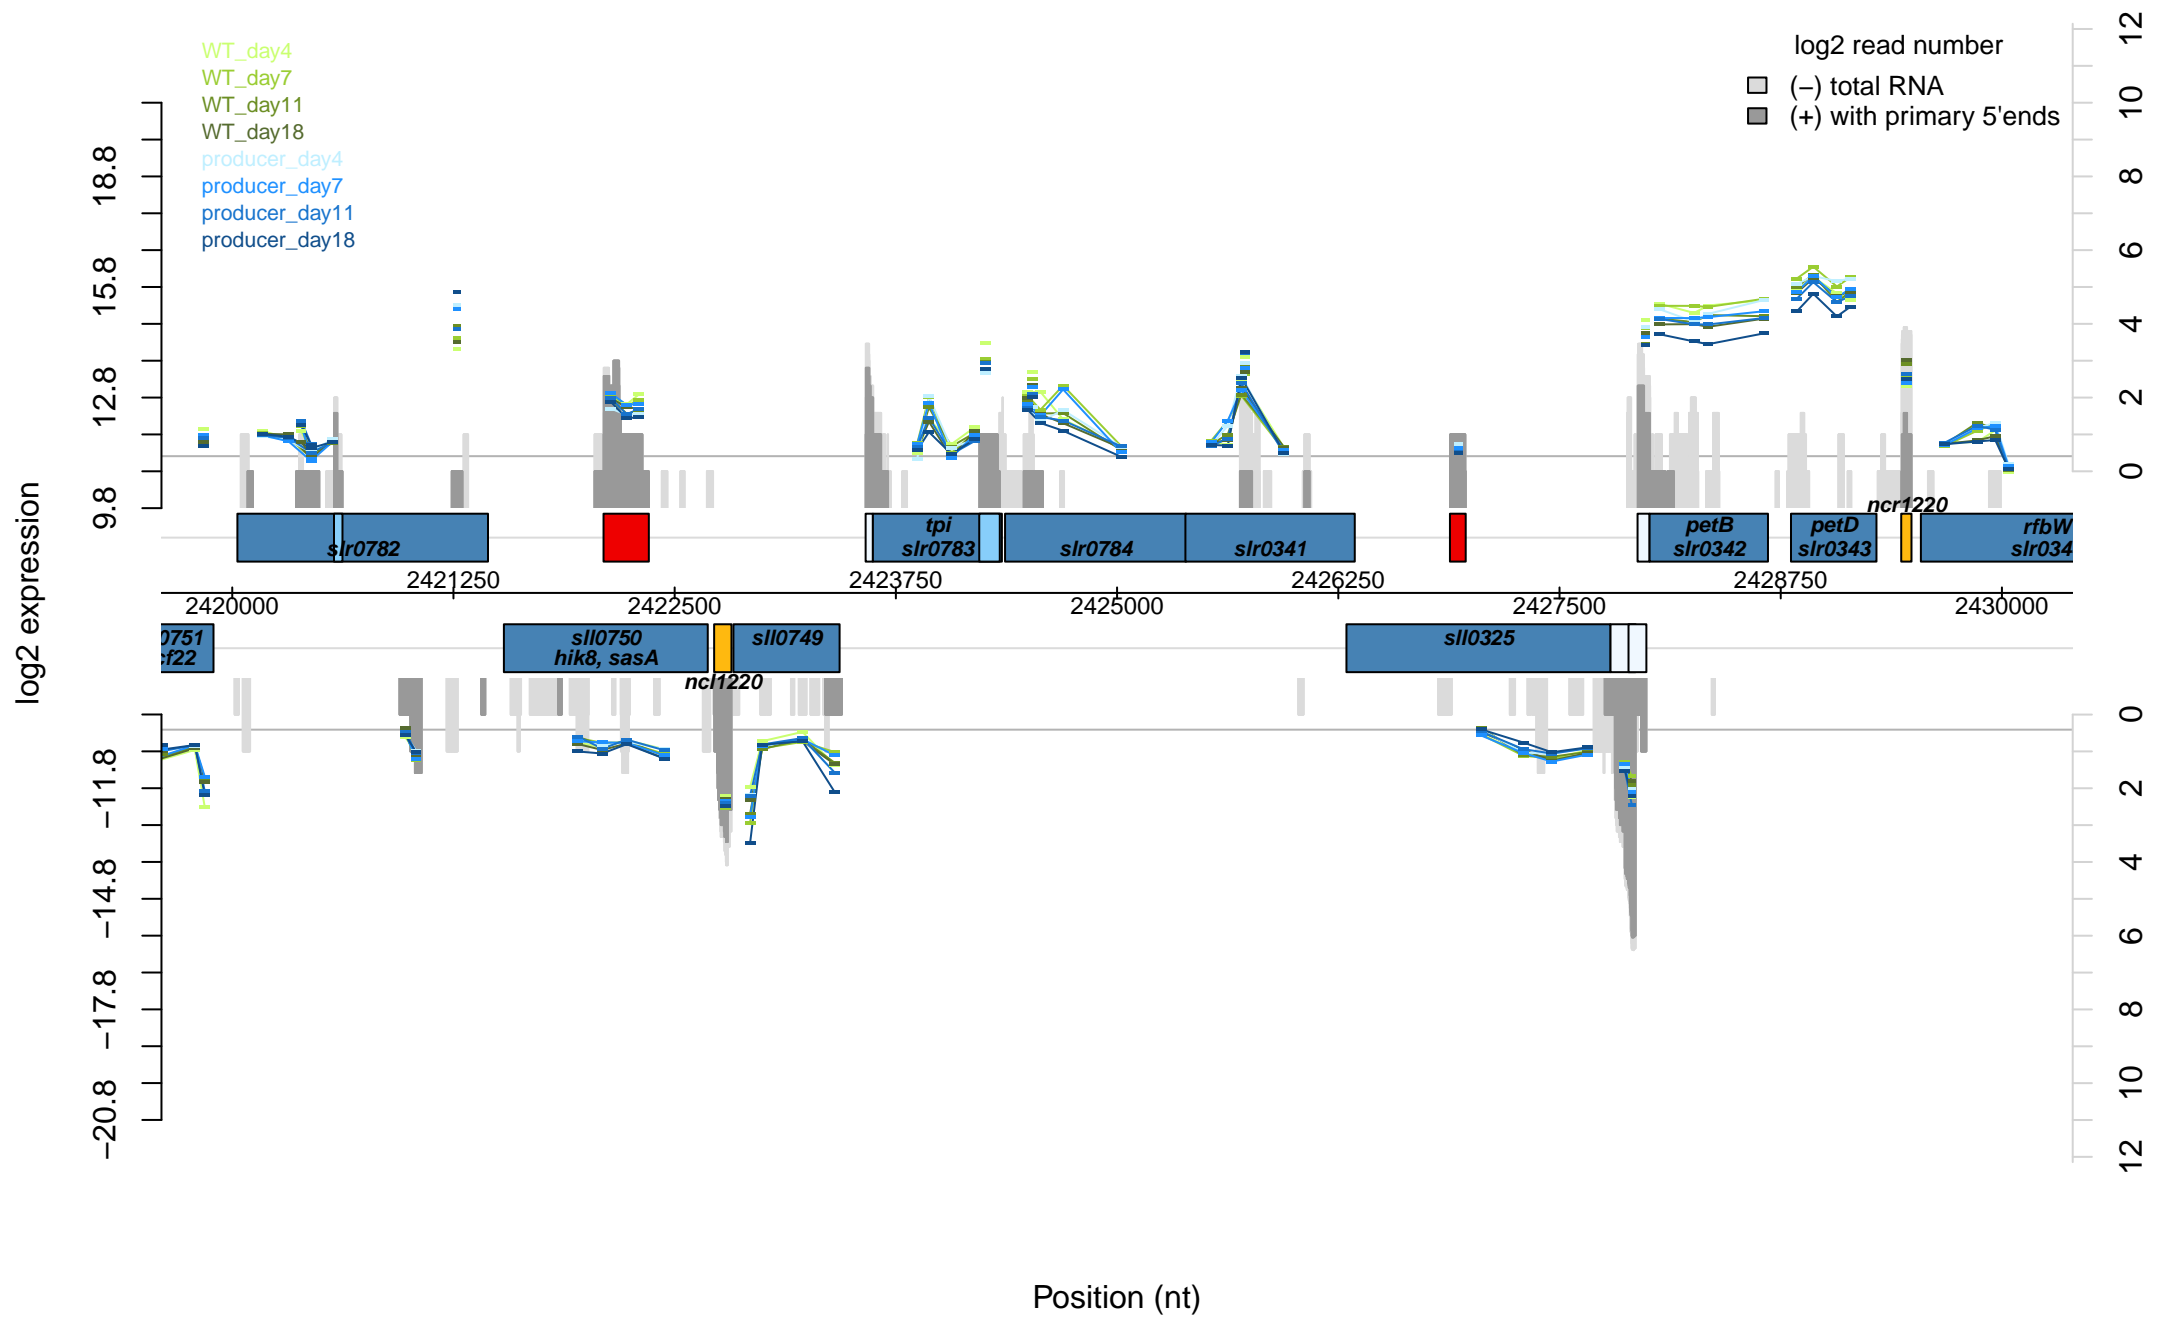 WT_day4
WT_day7
WT_day11
WT_day18
producer_day4
producer_day7
producer_day11
producer_day18
log2 read number
(−) total RNA
(+) with primary 5'ends
log2 expression
18.8
15.8
12.8
9.8
12
10
8
6
4
2
0
ncr1220
tpi
petB
petD
rfbW
slr0782
slr0783
slr0784
slr0341
slr0342
slr0343
slr034
2421250
2423750
2426250
2428750
2420000
2422500
2425000
2427500
2430000
0751
cf22
sll0750
hik8, sasA
sll0749
sll0325
ncl1220
−11.8
−14.8
−17.8
−20.8
0
2
4
6
8
10
12
Position (nt)